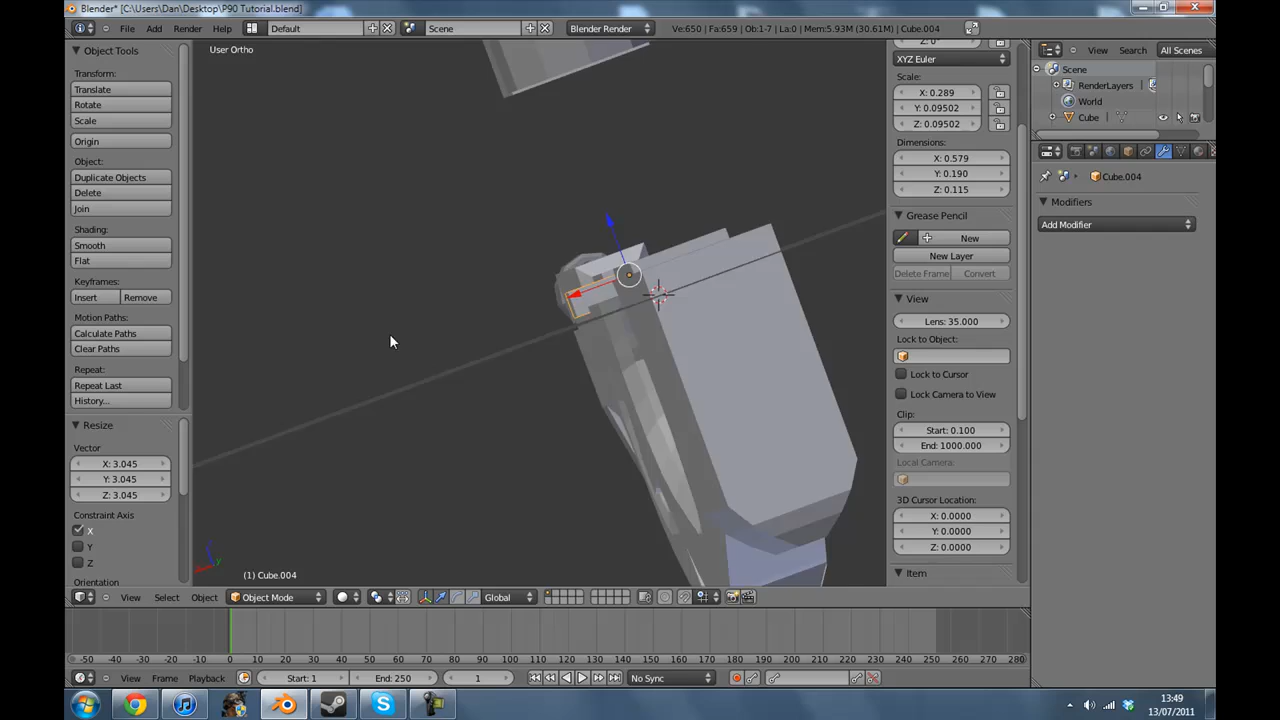 Blender* [C:\Users\Dan\Desktop\P90 Tutorial.blend]
File Add Render Help Default Scene Blender Render Ve:650 | Fa:659 | Ob:1-7 | La:0 | Mem:5.93M (30.61M) | Cube.004
Object Tools
Transform:
Translate
Rotate
Scale
Origin
Object:
Duplicate Objects
Delete
Join
Shading:
Smooth
Flat
Keyframes:
Insert Remove
Motion Paths:
Calculate Paths
Clear Paths
Repeat:
Repeat Last
History...
Resize
Vector
X: 3.045
Y: 3.045
Z: 3.045
Constraint Axis
X
Y
Z
Orientation
User Ortho
(1) Cube.004
XYZ Euler
Scale:
X: 0.289
Y: 0.09502
Z: 0.09502
Dimensions:
X: 0.579
Y: 0.190
Z: 0.115
Grease Pencil
New
New Layer
Delete Frame Convert
View
Lens: 35.000
Lock to Object:
Lock to Cursor
Lock Camera to View
Clip:
Start: 0.100
End: 1000.000
Local Camera:
3D Cursor Location:
X: 0.0000
Y: 0.0000
Z: 0.0000
Item
View Search All Scenes
Scene
RenderLayers
World
Cube
Cube.004
Modifiers
Add Modifier
View Select Object Object Mode Global
-50 -40 -30 -20 -10 0 10 20 30 40 50 60 70 80 90 100 110 120 130 140 150 160 170 180 190 200 210 220 230 240 250 260 270 280
View Frame Playback Start: 1 End: 250 1 No Sync
13:49
13/07/2011